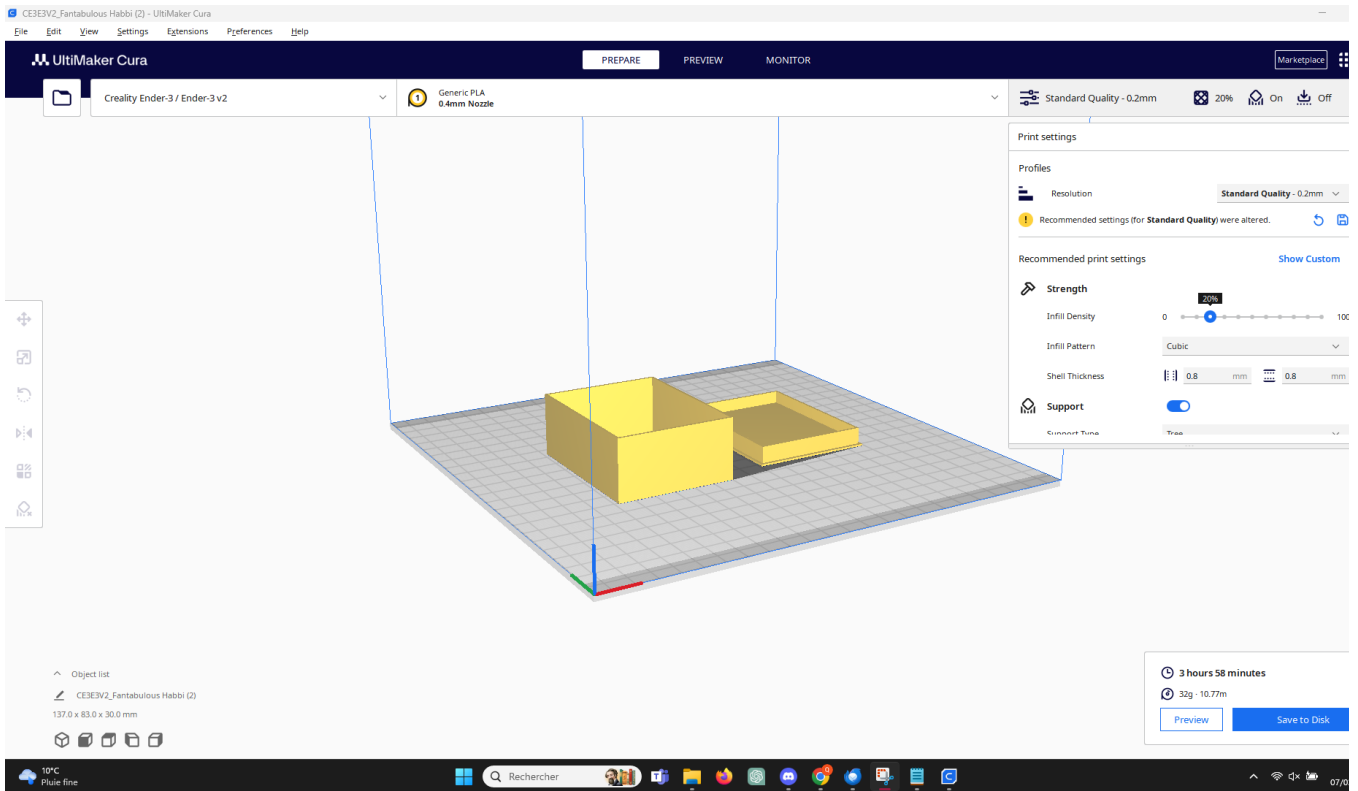 CE3E3V2_Fantabulous Habbi (2) - UltiMaker Cura
File Edit View Settings Extensions Preferences Help
UltiMaker Cura
PREPARE PREVIEW MONITOR
Marketplace
Creality Ender-3 / Ender-3 v2
1
Generic PLA
0.4mm Nozzle
Standard Quality - 0.2mm 20% On Off
Print settings
Profiles
Resolution Standard Quality - 0.2mm
! Recommended settings (for Standard Quality) were altered.
Recommended print settings Show Custom
Strength
20%
Infill Density 0 100
Infill Pattern Cubic
Shell Thickness 0.8 mm 0.8 mm
Support
Support Type Tree
Object list
CE3E3V2_Fantabulous Habbi (2)
137.0 x 83.0 x 30.0 mm
3 hours 58 minutes
32g · 10.77m
Preview Save to Disk
10°C
Pluie fine
Rechercher